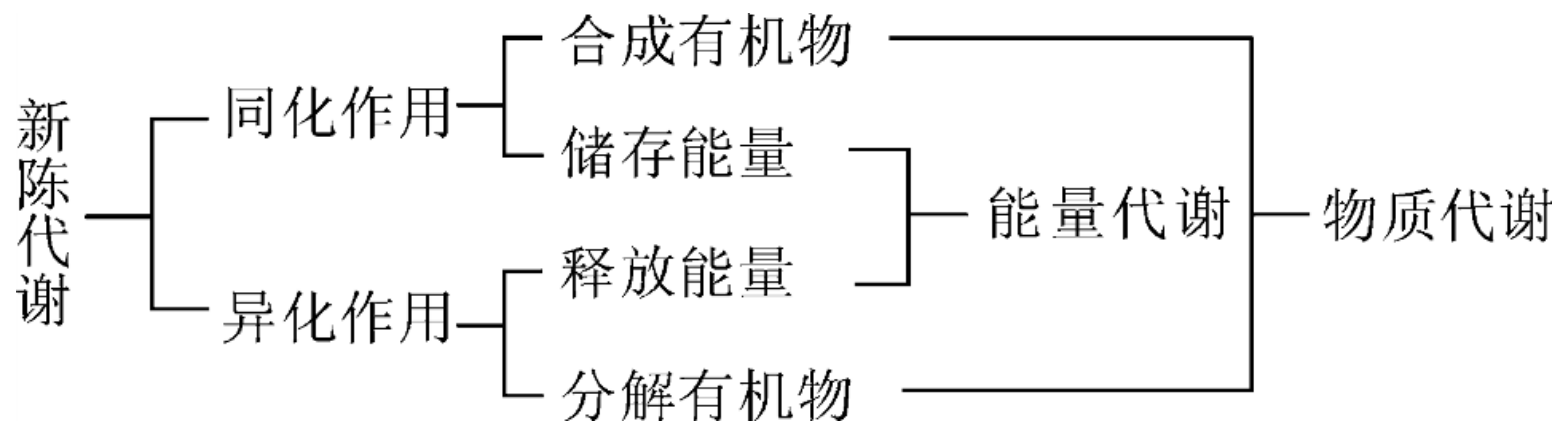 新陈代谢
同化作用
合成有机物
储存能量
异化作用
释放能量
分解有机物
能量代谢
物质代谢